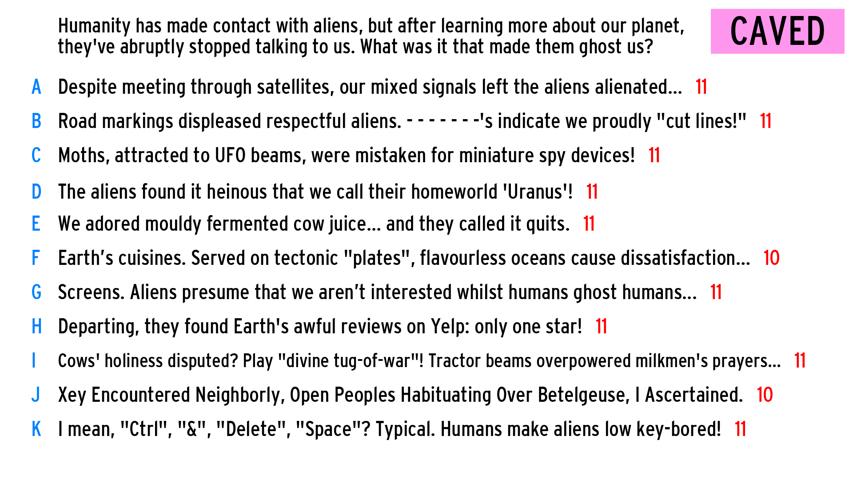 Humanity has made contact with aliens, but after learning more about our planet,
they've abruptly stopped talking to us. What was it that made them ghost us?
CAVED
A Despite meeting through satellites, our mixed signals left the aliens alienated... 11
B Road markings displeased respectful aliens. - - - - - - -'s indicate we proudly "cut lines!" 11
C Moths, attracted to UFO beams, were mistaken for miniature spy devices! 11
D The aliens found it heinous that we call their homeworld 'Uranus'! 11
E We adored mouldy fermented cow juice... and they called it quits. 11
F Earth's cuisines. Served on tectonic "plates", flavourless oceans cause dissatisfaction... 10
G Screens. Aliens presume that we aren't interested whilst humans ghost humans... 11
H Departing, they found Earth's awful reviews on Yelp: only one star! 11
I Cows' holiness disputed? Play "divine tug-of-war"! Tractor beams overpowered milkmen's prayers... 11
J Xey Encountered Neighborly, Open Peoples Habituating Over Betelgeuse, I Ascertained. 10
K I mean, "Ctrl", "&", "Delete", "Space"? Typical. Humans make aliens low key-bored! 11